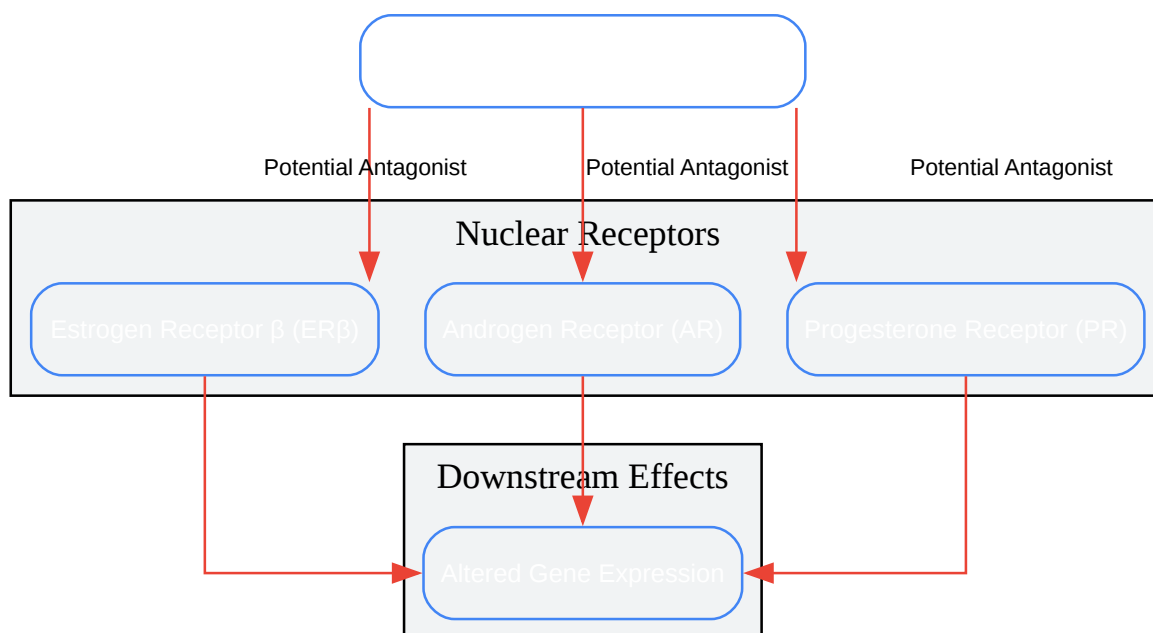 Potential Antagonist
Potential Antagonist
Potential Antagonist
Nuclear Receptors
Estrogen Receptor β (ERβ)
Androgen Receptor (AR)
Progesterone Receptor (PR)
Downstream Effects
Altered Gene Expression